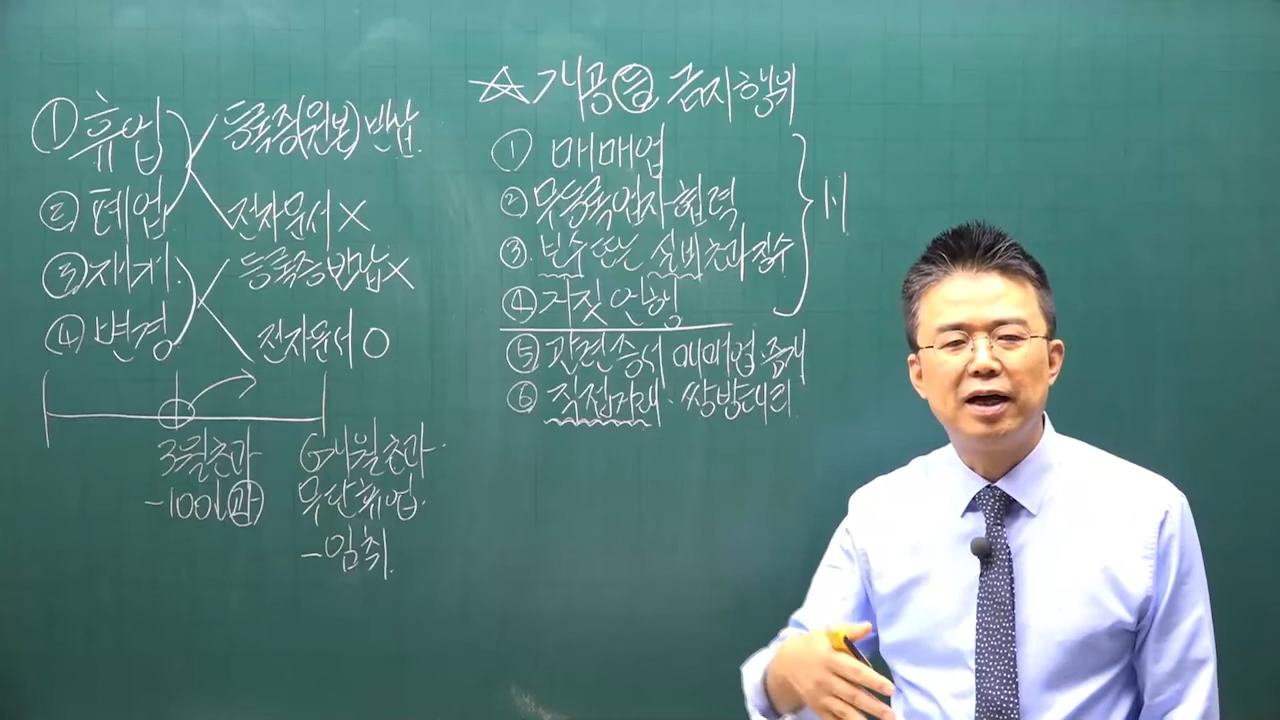 ① 휴업 등록증(원본) 반납.
② 폐업 전자문서 X
③ 재개. 등록증 반납 X
④ 변경 전자문서 O
3월초과
-100↓㉮
6개월초과.
무단휴업.
-임취.
☆ 개공㉲ 금지행위
① 매매업
② 무등록업자 협력
③. 보수 또는 실비 초과 징수
④ 거짓 언행
1-1
⑤ 관련 증서 매매업·중개
⑥ 직접거래·쌍방대리